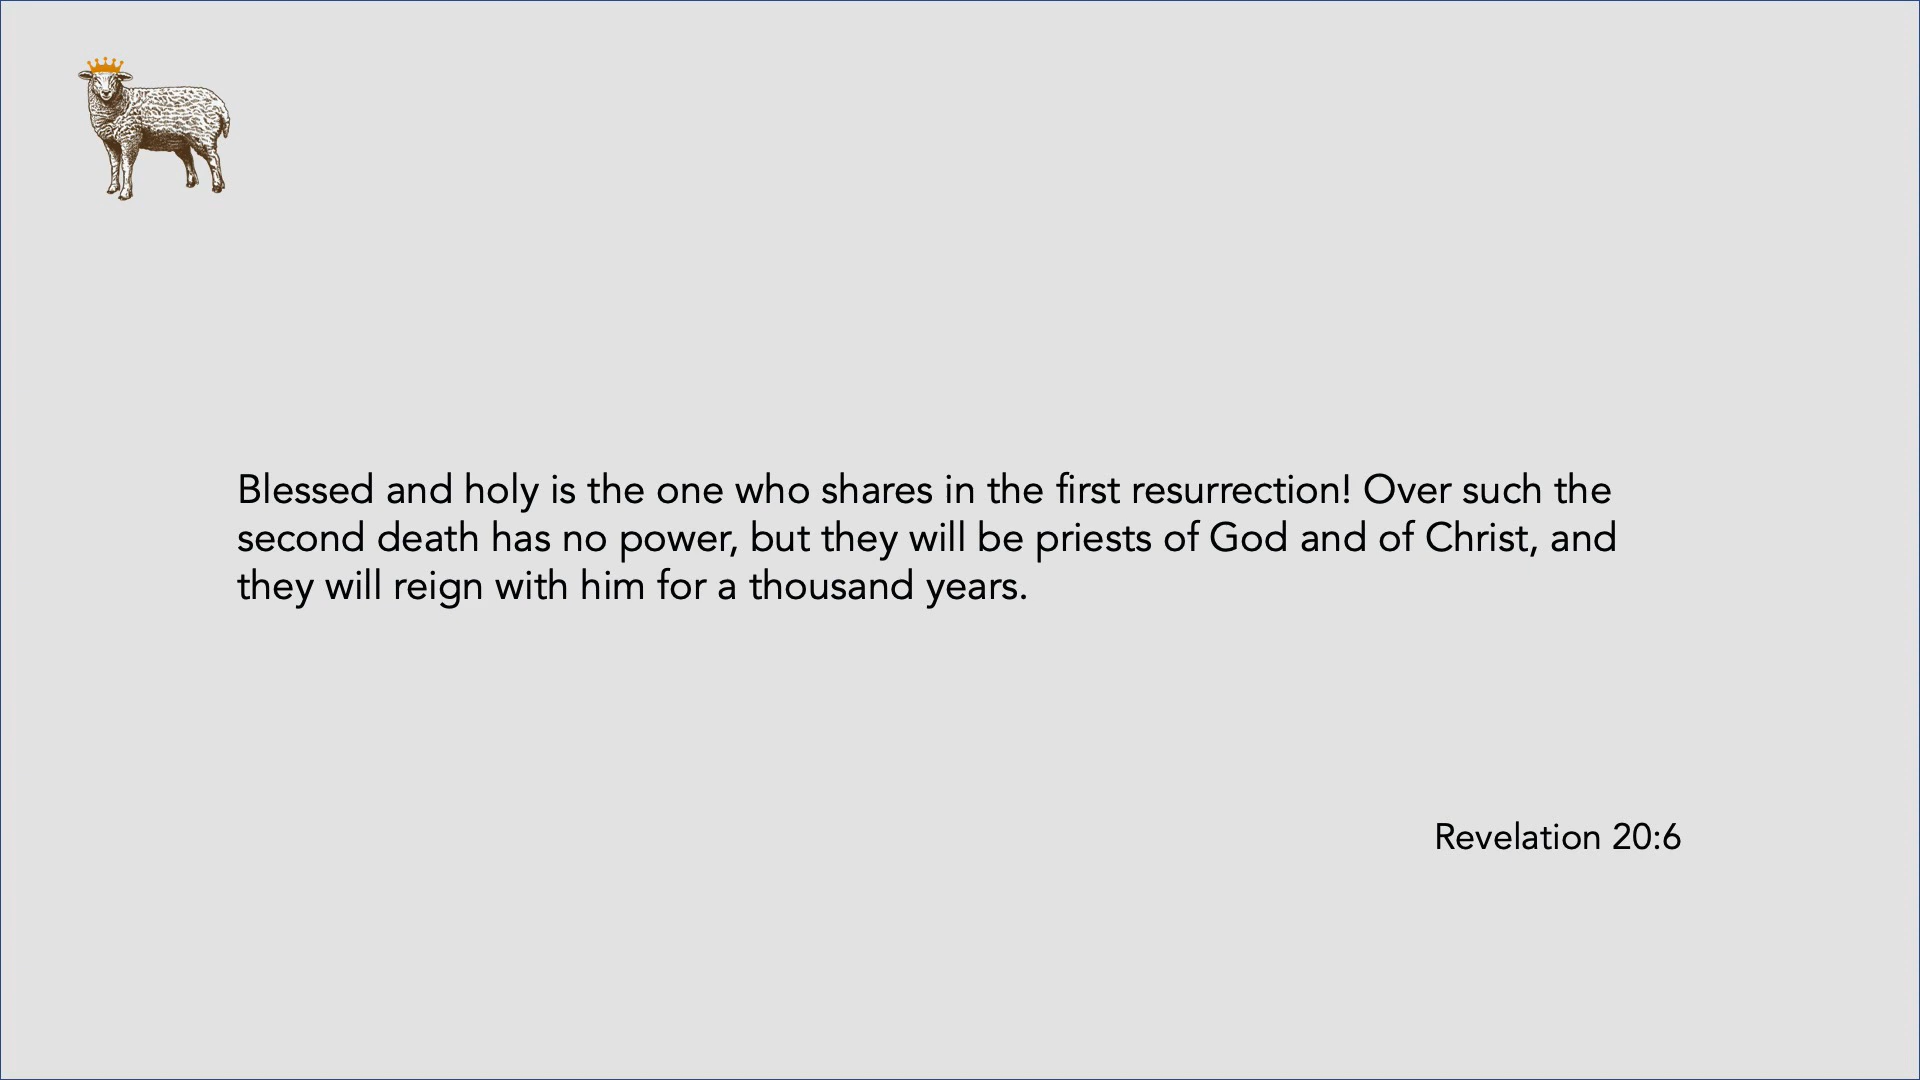 Blessed and holy is the one who shares in the first resurrection! Over such the
second death has no power, but they will be priests of God and of Christ, and
they will reign with him for a thousand years.
Revelation 20:6